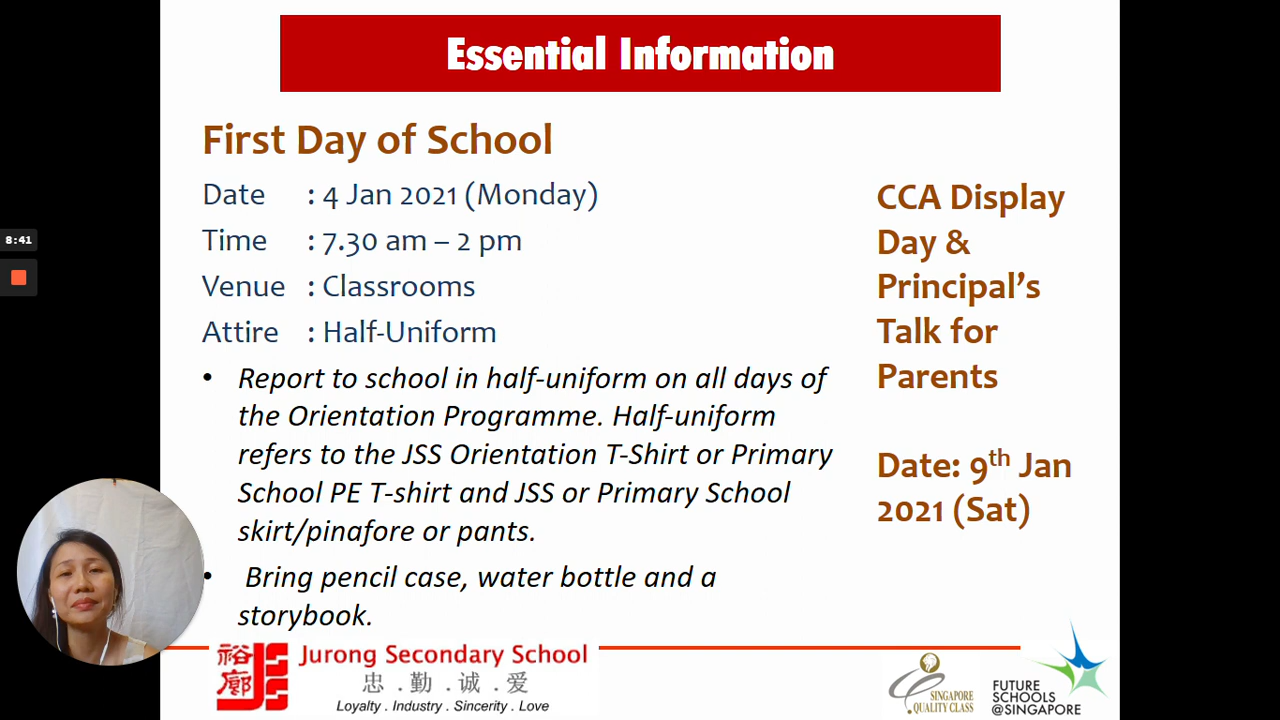 Essential Information
First Day of School
Date : 4 Jan 2021 (Monday)
Time : 7.30 am – 2 pm
Venue : Classrooms
Attire : Half-Uniform
• Report to school in half-uniform on all days of
the Orientation Programme. Half-uniform
refers to the JSS Orientation T-Shirt or Primary
School PE T-shirt and JSS or Primary School
skirt/pinafore or pants.
• Bring pencil case, water bottle and a
storybook.
CCA Display
Day &
Principal’s
Talk for
Parents
Date: 9th Jan
2021 (Sat)
8:41
裕廊
Jurong Secondary School
忠 . 勤 . 诚 . 爱
Loyalty . Industry . Sincerity . Love
SINGAPORE
QUALITY CLASS
FUTURE
SCHOOLS
@SINGAPORE